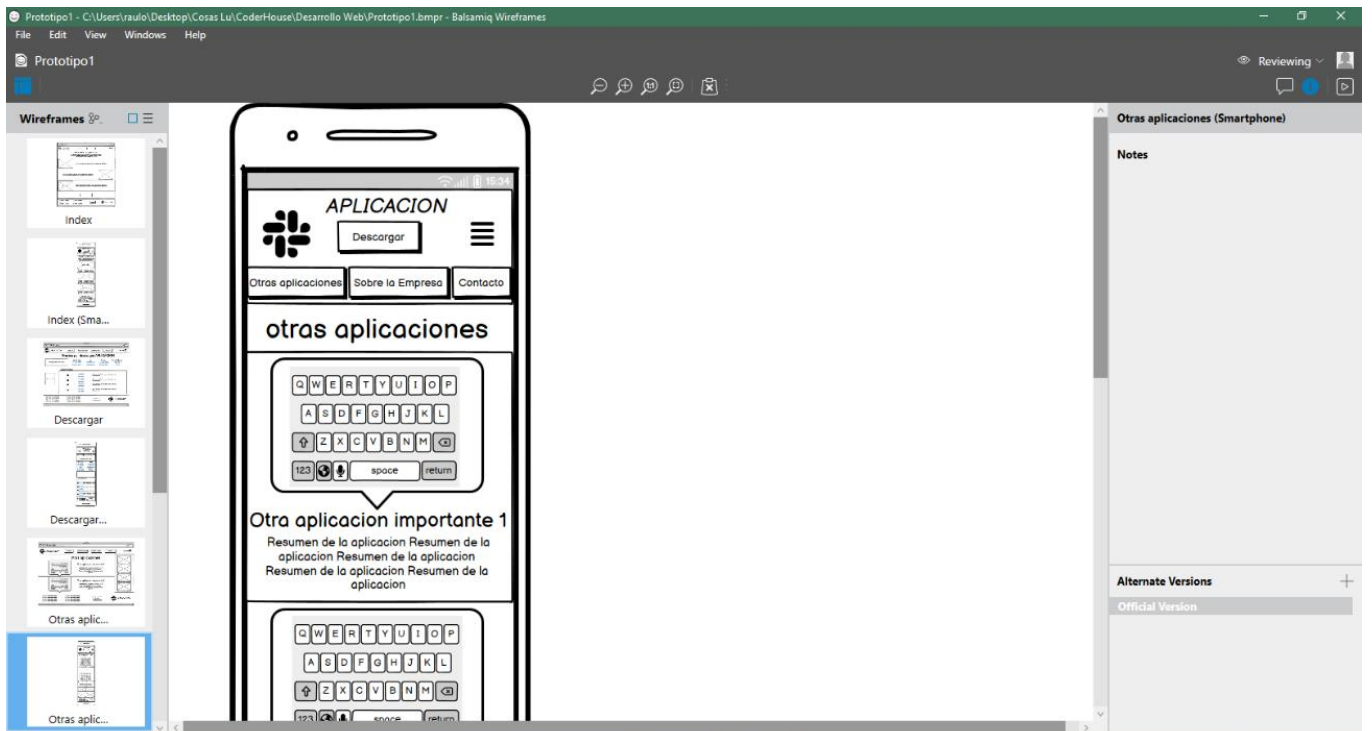 Prototipo1 - C:\Users\raulo\Desktop\Cosas Lu\CoderHouse\Desarrollo Web\Prototipo1.bmpr - Balsamiq Wireframes
File Edit View Windows Help
Prototipo1
Reviewing
Wireframes
Index
Index (Sma...
Descargar
Descargar...
Otras aplic...
Otras aplic...
15:34
APLICACION
Descargar
Otras aplicaciones Sobre la Empresa Contacto
otras aplicaciones
Q W E R T Y U I O P
A S D F G H J K L
Z X C V B N M
123 space return
Otra aplicacion importante 1
Resumen de la aplicacion Resumen de la
aplicacion Resumen de la aplicacion
Resumen de la aplicacion Resumen de la
aplicacion
Q W E R T Y U I O P
A S D F G H J K L
Z X C V B N M
123 space return
Otras aplicaciones (Smartphone)
Notes
Alternate Versions
Official Version